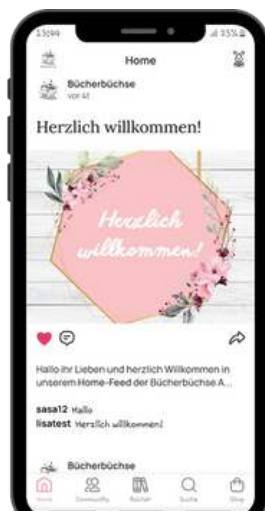 Home
Bücherbüchse
Herzlich willkommen!
Herzlich
willkommen!
Hallo ihr Lieben und herzlich Willkommen in
unserem Home-Feed der Bücherbüchse A...
sasa12 Hallo
lisatest Herzlich willkommen!
Bücherbüchse
Home Community Bücher Suche Shop